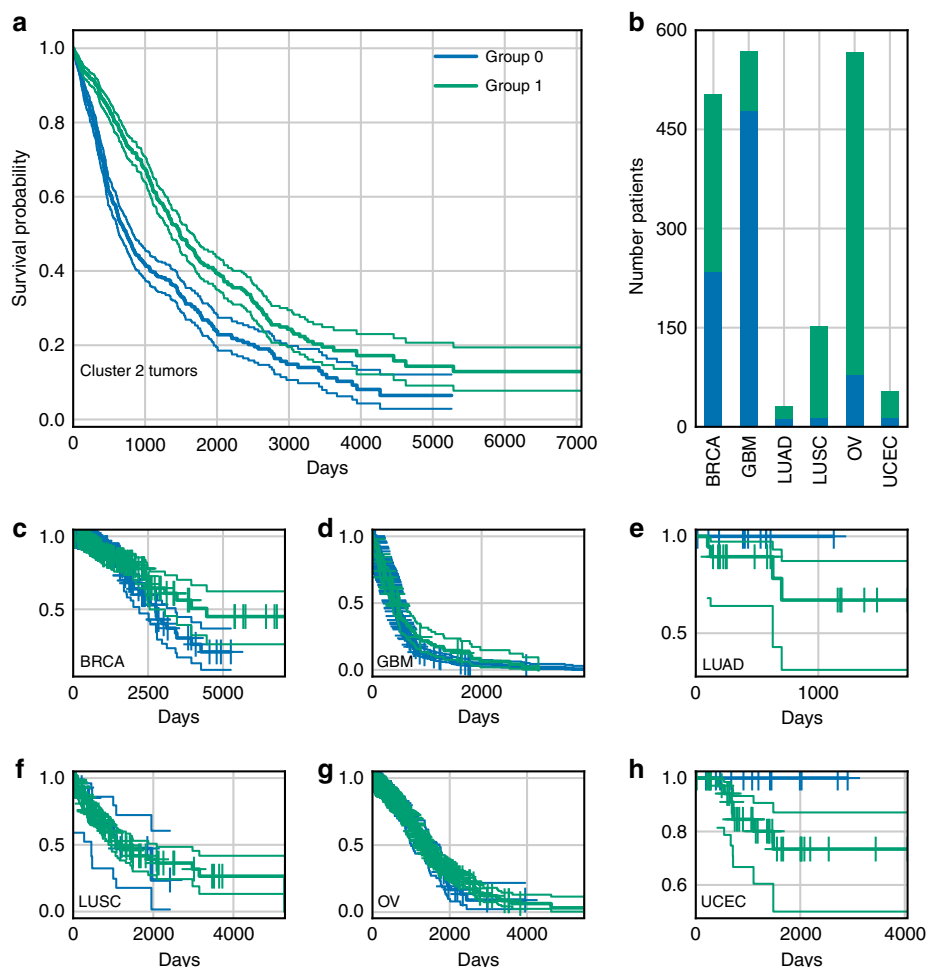 a
1.0
0.8
0.6
0.4
0.2
0.0
Survival probability
Group 0
Group 1
Cluster 2 tumors
0 1000 2000 3000 4000 5000 6000 7000
Days
b
600
450
300
150
0
Number patients
BRCA
GBM
LUAD
LUSC
OV
UCEC
c
1.0
0.5
BRCA
0 2500 5000
Days
d
1.0
0.5
0.0
GBM
0 2000
Days
e
1.0
0.5
LUAD
0 1000
Days
f
1.0
0.5
0.0
LUSC
0 2000 4000
Days
g
1.0
0.5
0.0
OV
0 2000 4000
Days
h
1.0
0.8
0.6
UCEC
0 2000 4000
Days